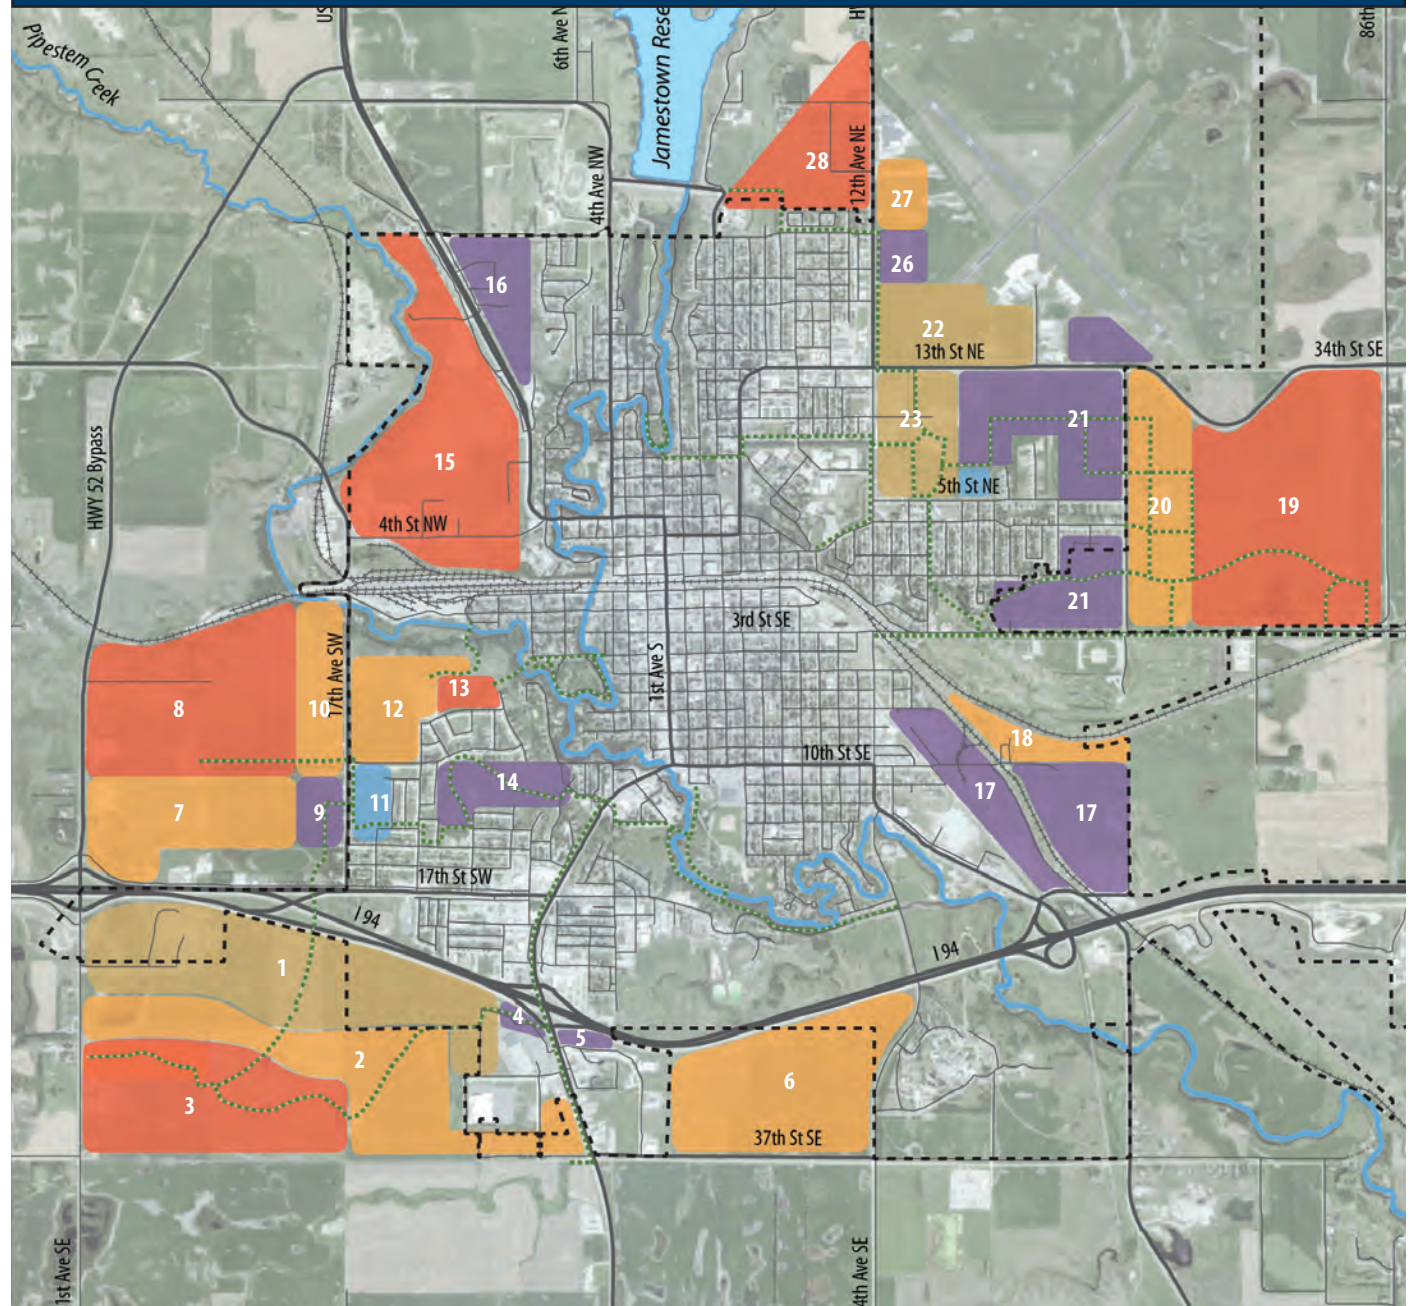 US
6th Ave N
Jamestown Rese
HW
86th
Pipestem Creek
28
12th Ave NE
4th Ave NW
27
26
16
22
13th St NE
34th St SE
23
21
15
HWY 52 Bypass
5th St NE
20
19
4th St NW
21
3rd St SE
17th Ave SW
1st Ave S
13
8
10
12
18
10th St SE
14
7
9
11
17
17
17th St SW
I 94
I 94
1
4
5
2
6
3
37th St SE
1st Ave SE
4th Ave SE